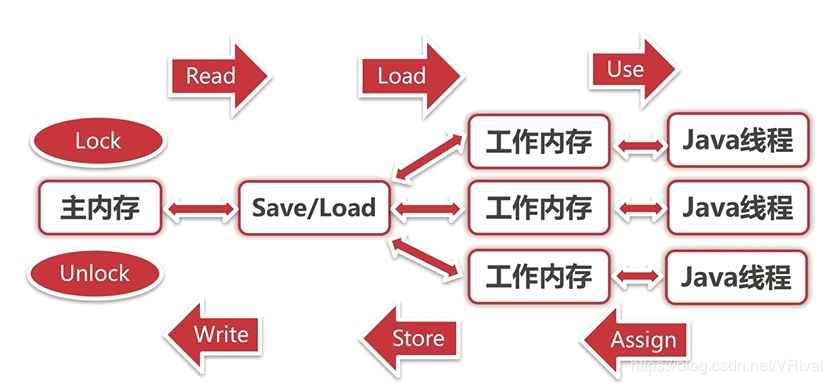 Read
Load
Use
Lock
工作内存
Java线程
主内存
Save/Load
工作内存
Java线程
Unlock
工作内存
Java线程
Write
Store
Assign
https://blog.csdn.net/VRival